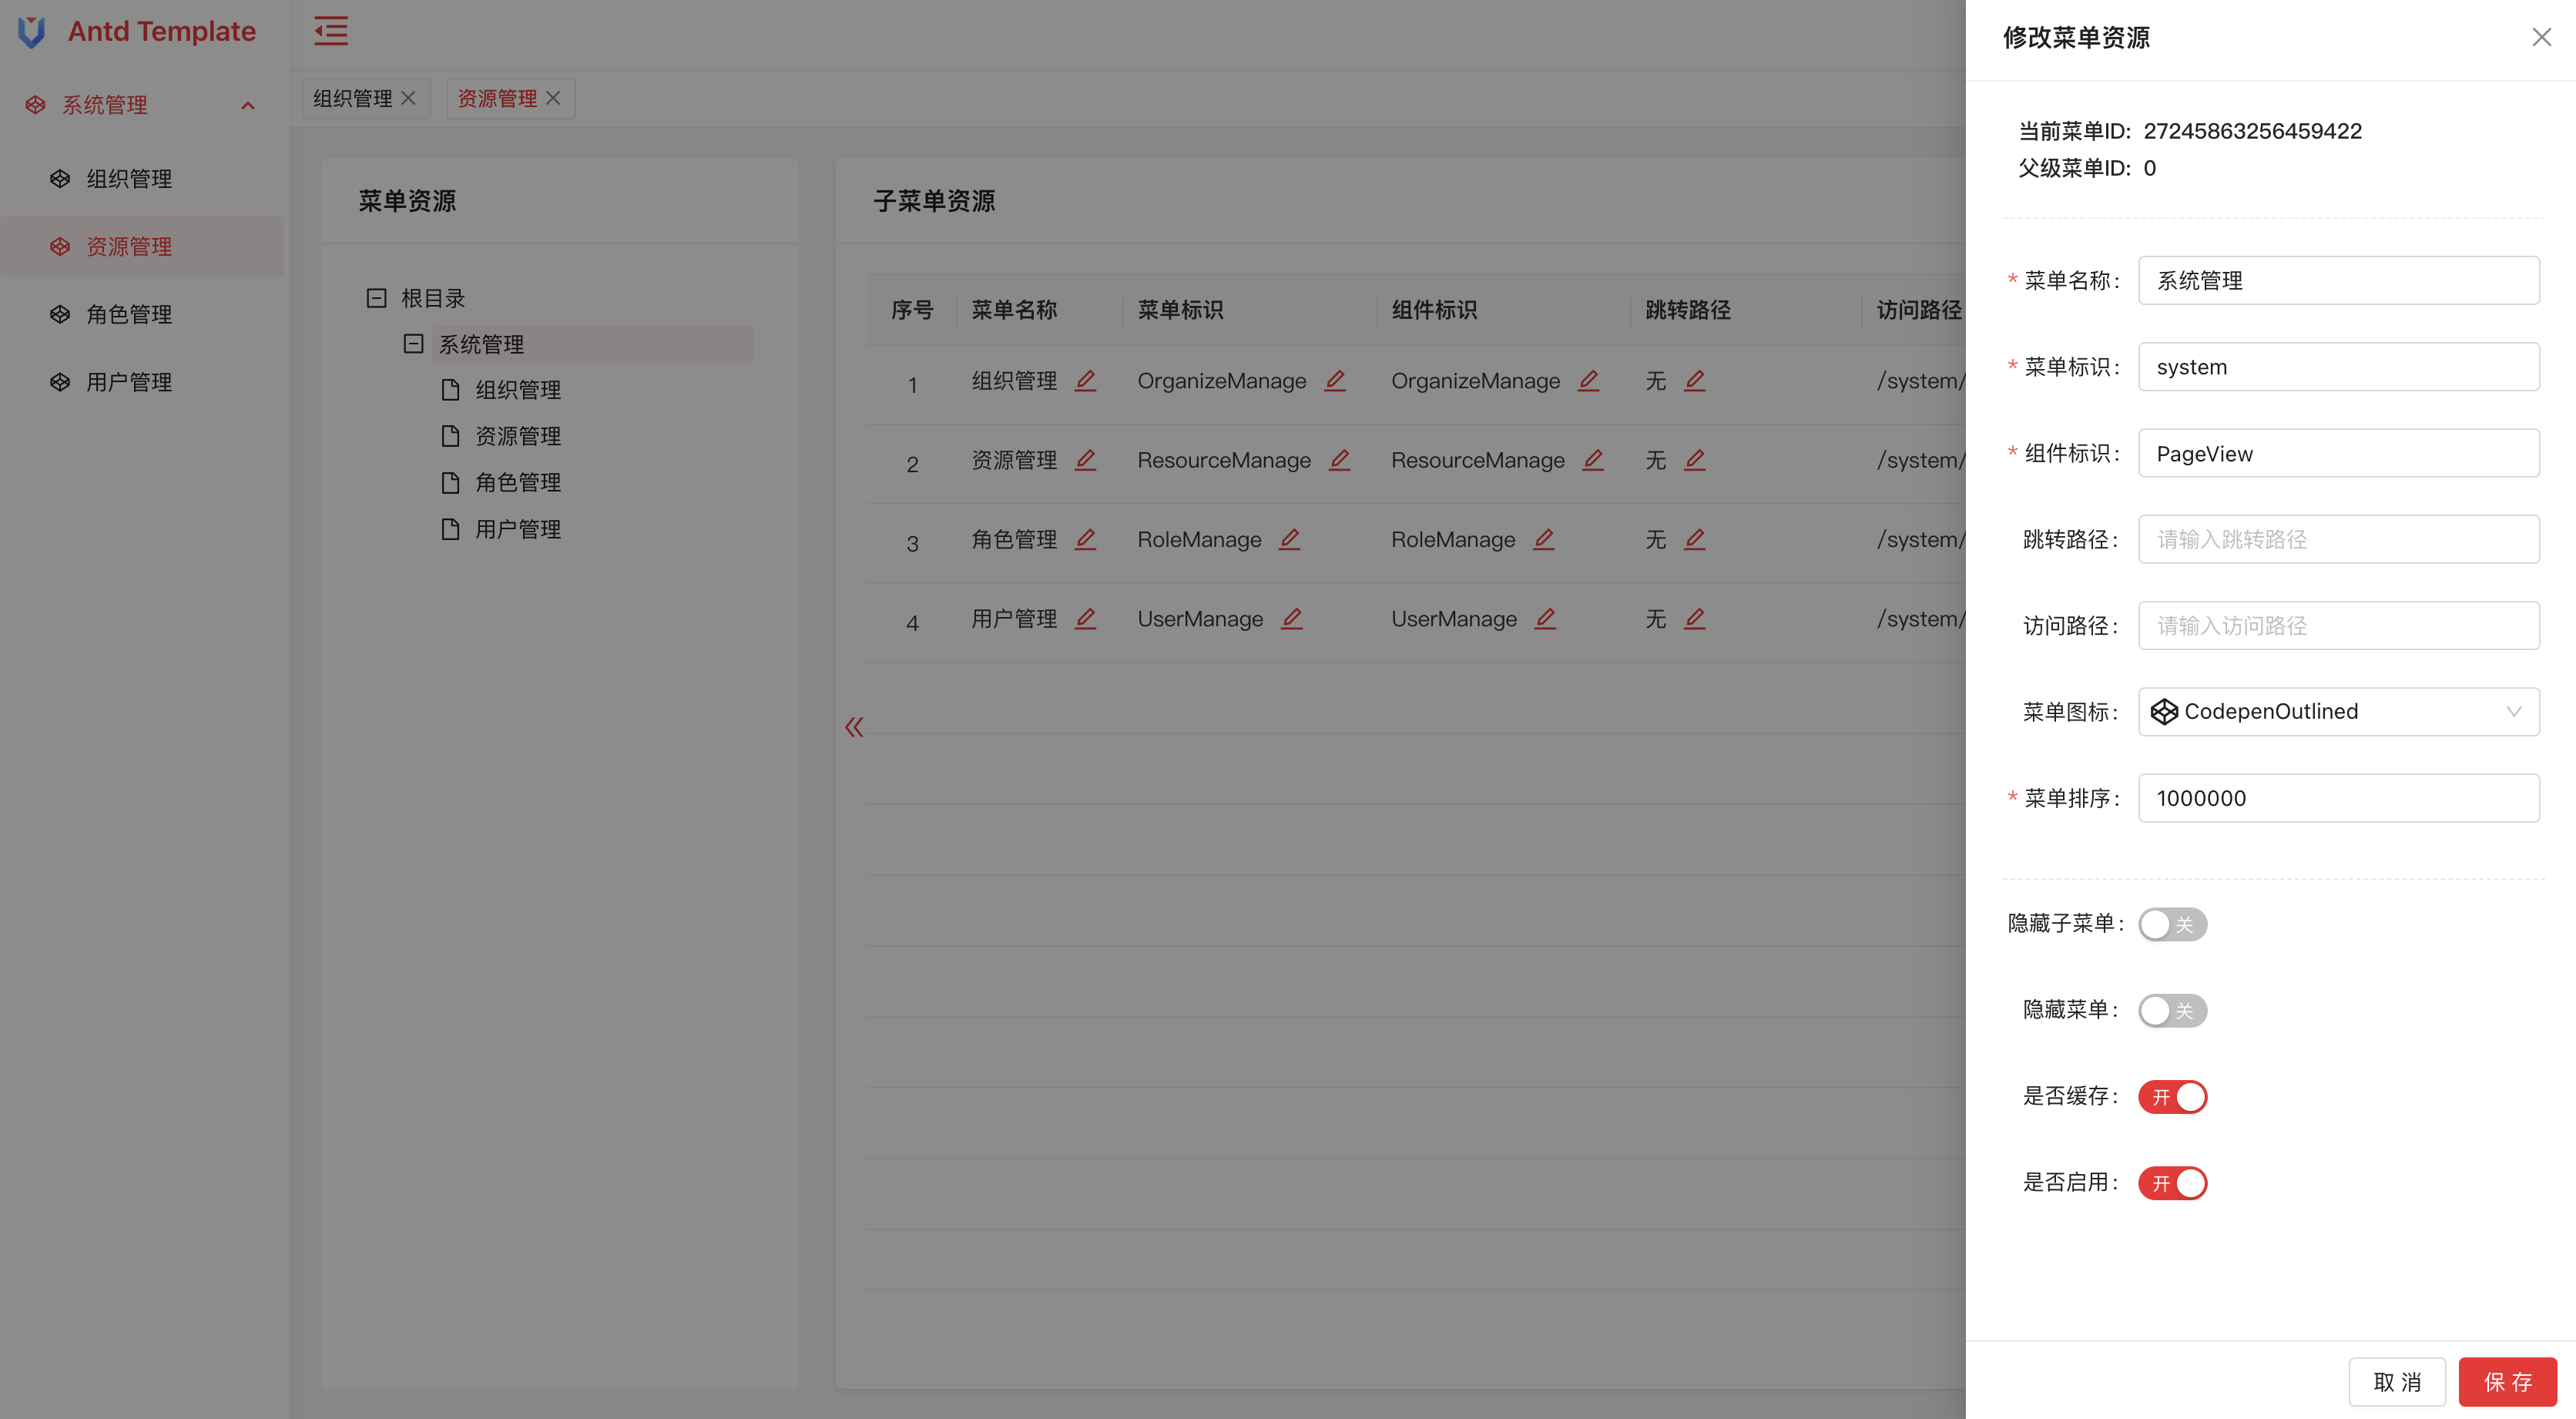 Antd Template
系统管理
组织管理
资源管理
角色管理
用户管理
组织管理 资源管理
菜单资源
根目录
系统管理
组织管理
资源管理
角色管理
用户管理
子菜单资源
序号 菜单名称 菜单标识 组件标识 跳转路径 访问路径
1 组织管理 OrganizeManage OrganizeManage 无 /system/
2 资源管理 ResourceManage ResourceManage 无 /system/
3 角色管理 RoleManage RoleManage 无 /system/
4 用户管理 UserManage UserManage 无 /system/
修改菜单资源
当前菜单ID: 27245863256459422
父级菜单ID: 0
* 菜单名称: 系统管理
* 菜单标识: system
* 组件标识: PageView
跳转路径: 请输入跳转路径
访问路径: 请输入访问路径
菜单图标: CodepenOutlined
* 菜单排序: 1000000
隐藏子菜单: 关
隐藏菜单: 关
是否缓存: 开
是否启用: 开
取 消 保 存